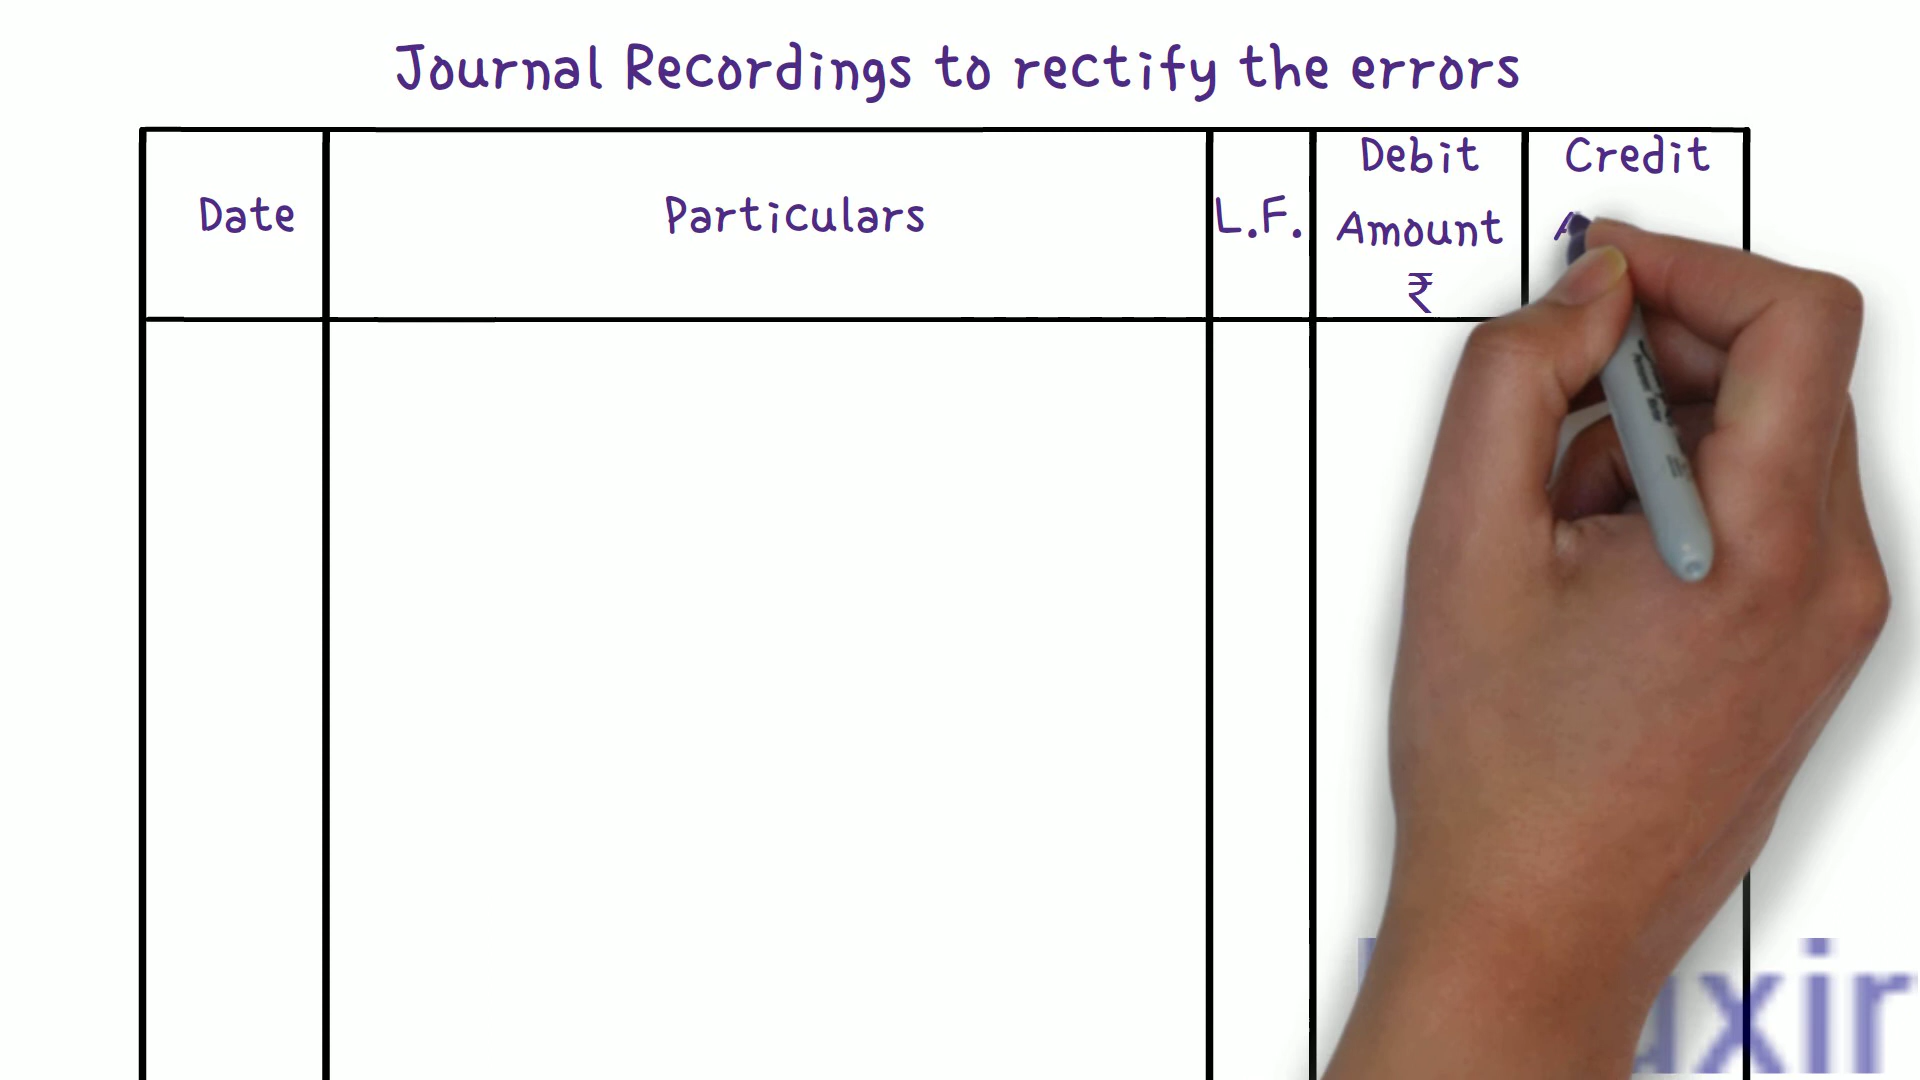 Journal Recordings to rectify the errors
Date
Particulars
L.F.
Debit
Amount
₹
Credit